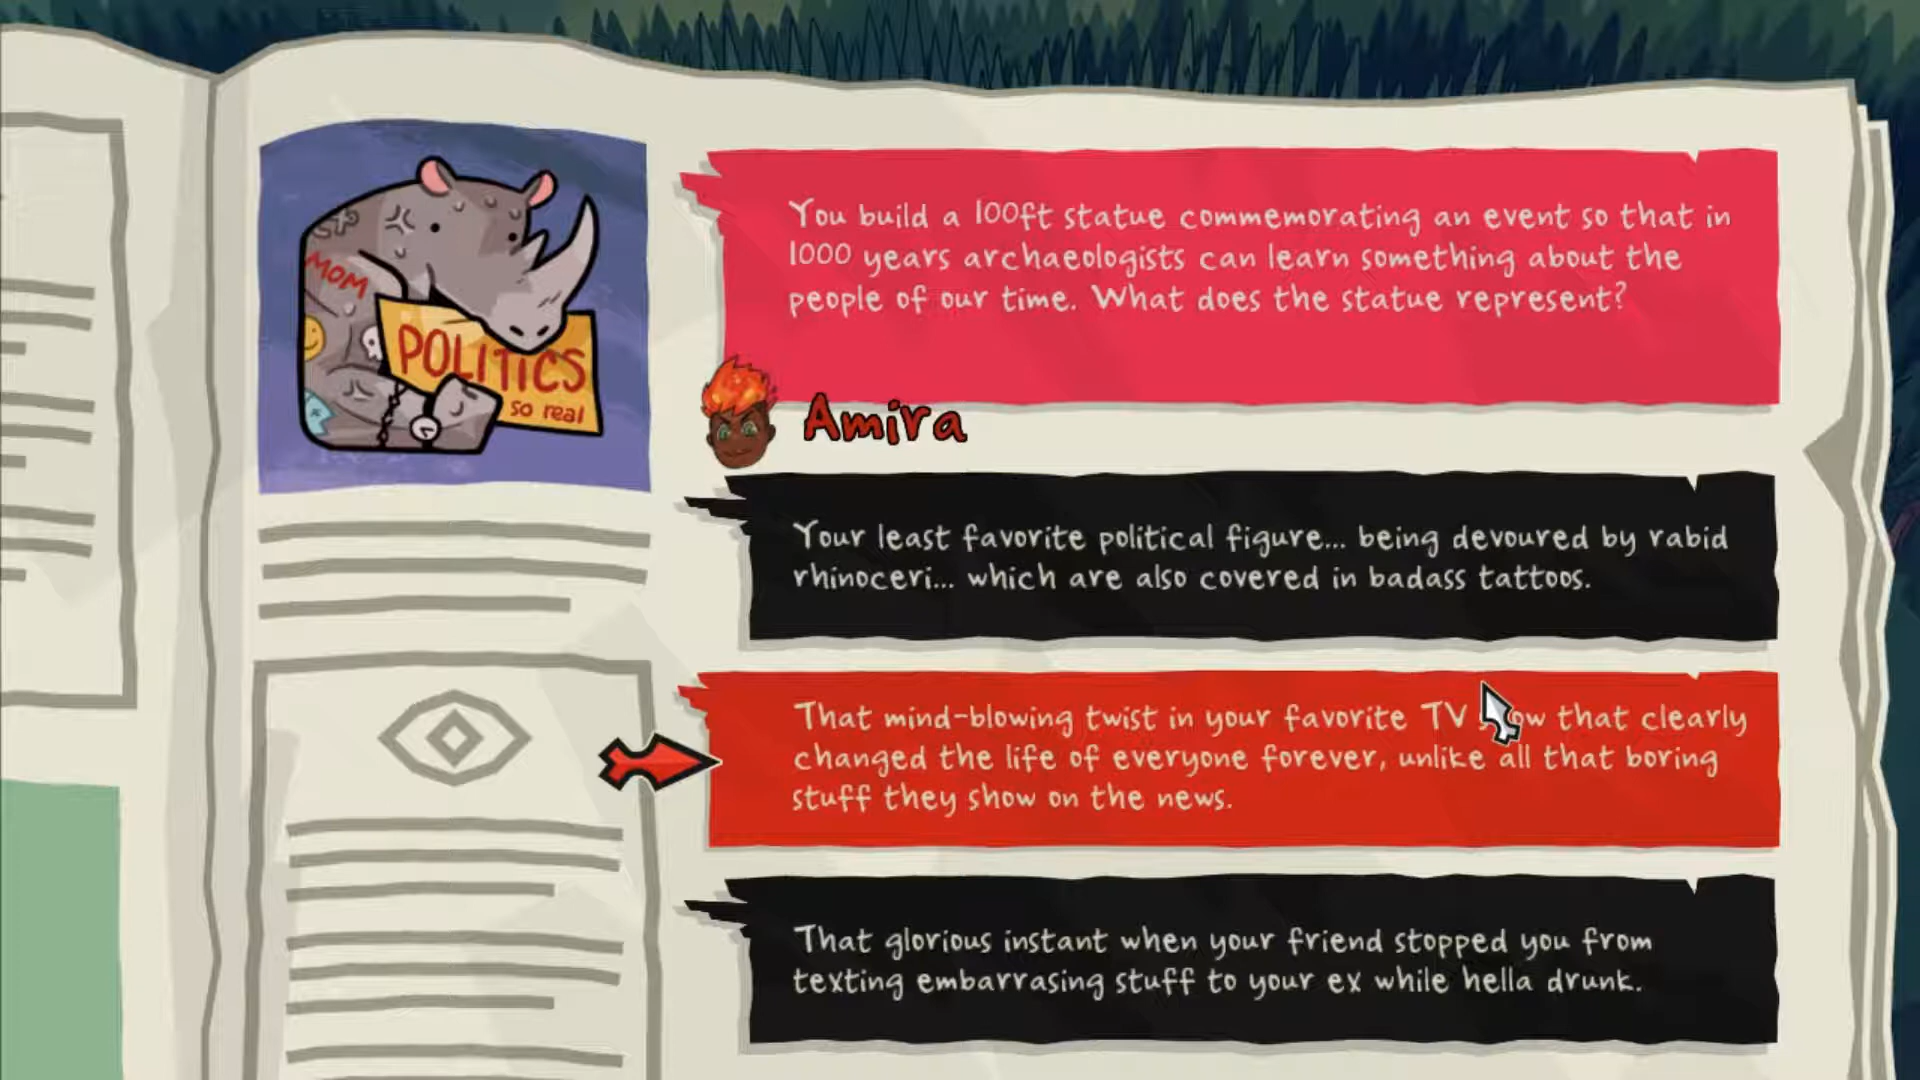 MOM
POLITICS
so real
You build a 100ft statue commemorating an event so that in
1000 years archaeologists can learn something about the
people of our time. What does the statue represent?
Amira
Your least favorite political figure... being devoured by rabid
rhinoceri... which are also covered in badass tattoos.
That mind-blowing twist in your favorite TV that clearly
changed the life of everyone forever, unlike all that boring
stuff they show on the news.
That glorious instant when your friend stopped you from
texting embarrasing stuff to your ex while hella drunk.